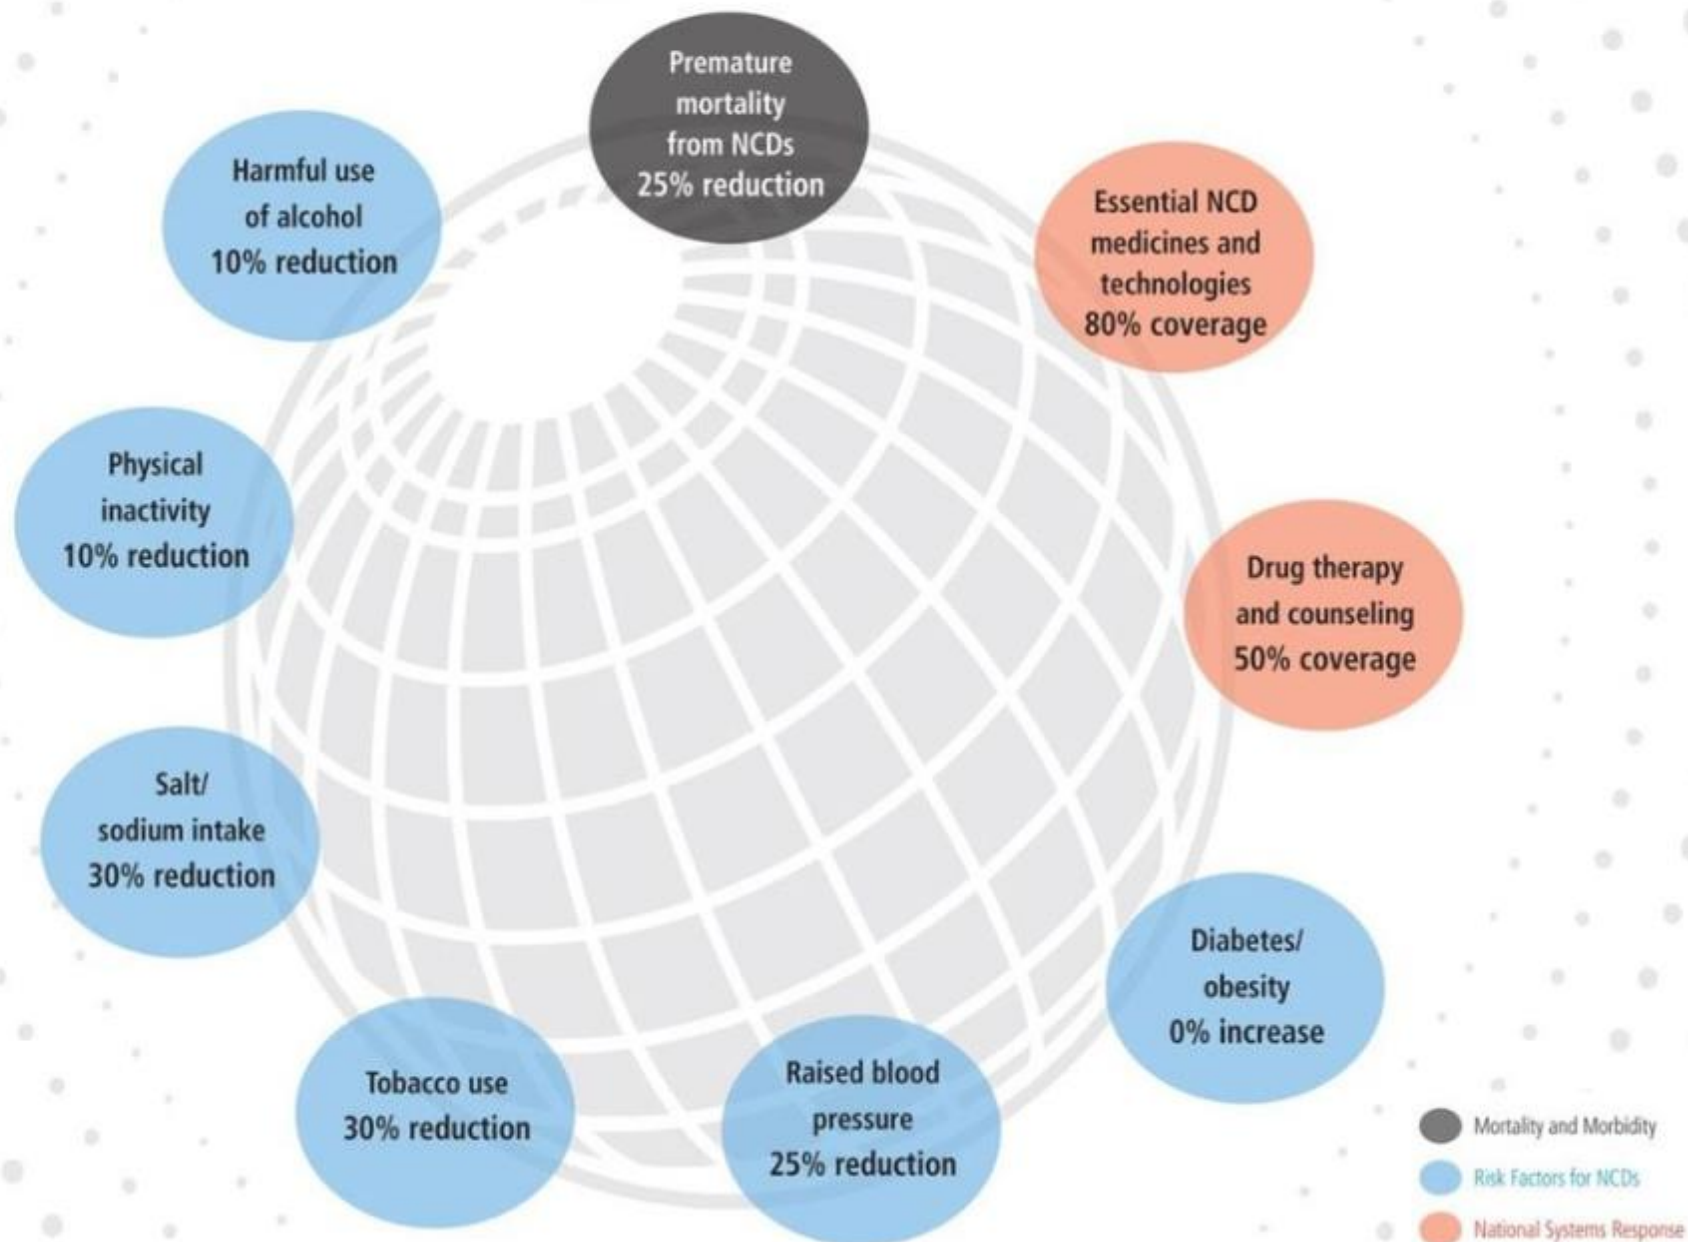 Premature
mortality
from NCDs
25% reduction
Harmful use
of alcohol
10% reduction
Essential NCD
medicines and
technologies
80% coverage
Physical
inactivity
10% reduction
Drug therapy
and counseling
50% coverage
Salt/
sodium intake
30% reduction
Diabetes/
obesity
0% increase
Tobacco use
30% reduction
Raised blood
pressure
25% reduction
Mortality and Morbidity
Risk Factors for NCDs
National Systems Response